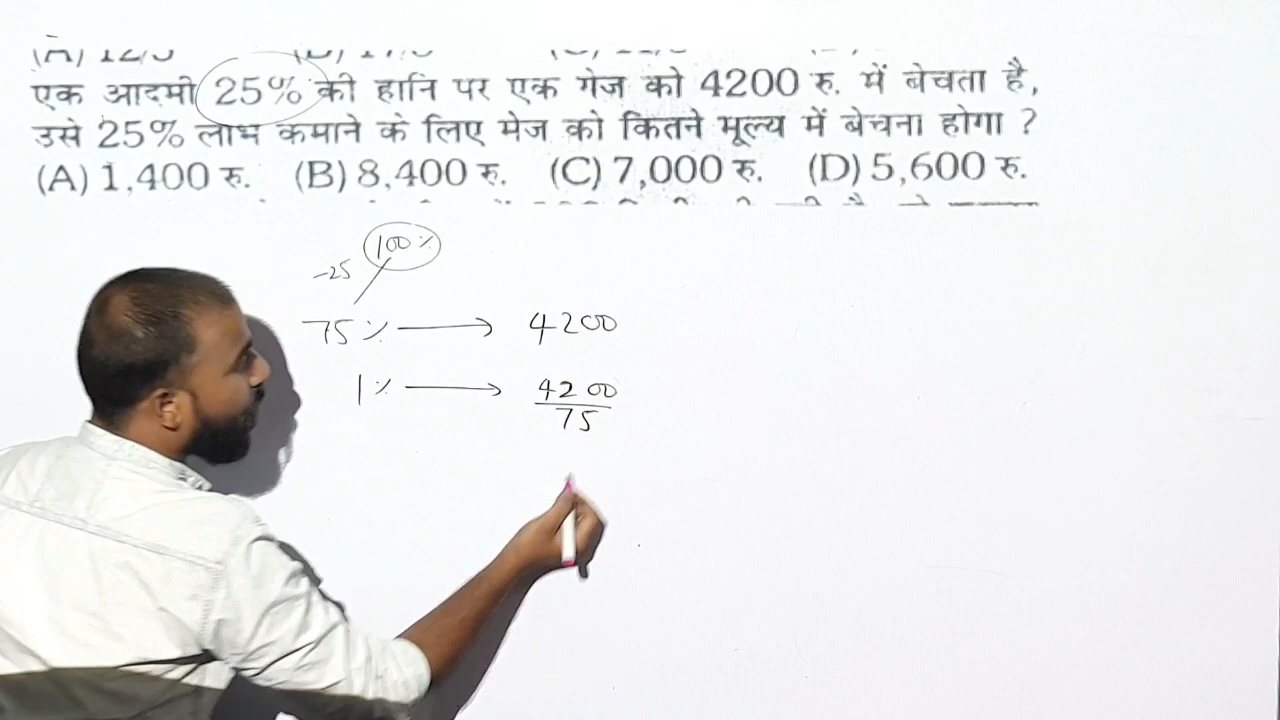 एक आदमी 25% की हानि पर एक गेज को 4200 रु. में बेचता है,
उसे 25% लाभ कमाने के लिए मेज को कितने मूल्य में बेचना होगा ?
(A) 1,400 रु. (B) 8,400 रु. (C) 7,000 रु. (D) 5,600 रु.
100%
-25
75% → 4200
1% → 4200
75